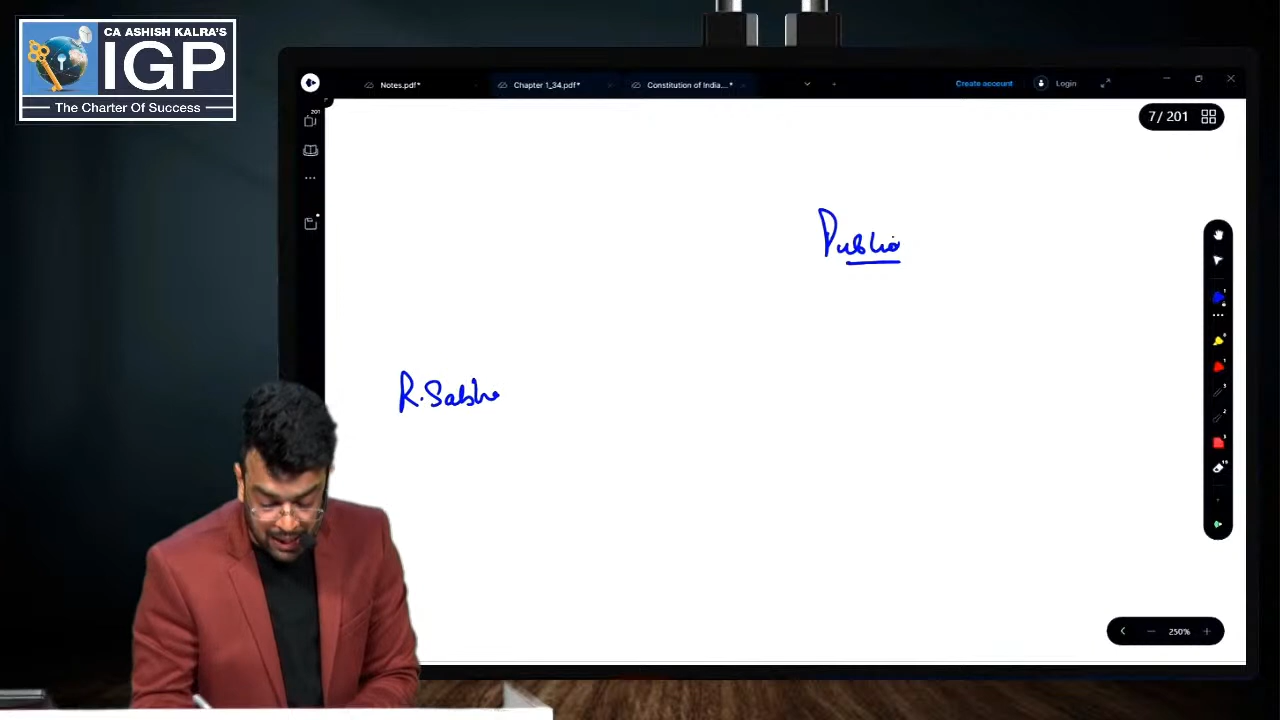 CA ASHISH KALRA'S
IGP
The Charter Of Success
Notes.pdf*
Chapter 1_34.pdf*
Constitution of India....*
Create account
Login
201
7/ 201
Public
R.Sabha
250%